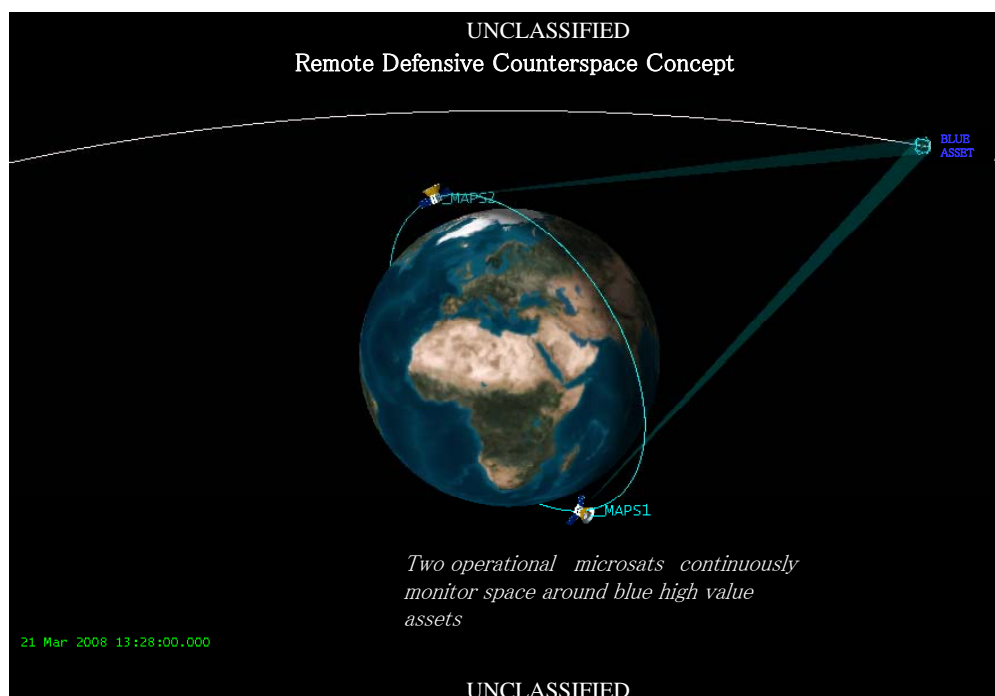 UNCLASSIFIED
Remote Defensive Counterspace Concept
BLUE
ASSET
MAPS2
MAPS1
Two operational microsats continuously
monitor space around blue high value
assets
21 Mar 2008 13:28:00.000
UNCLASSIFIED